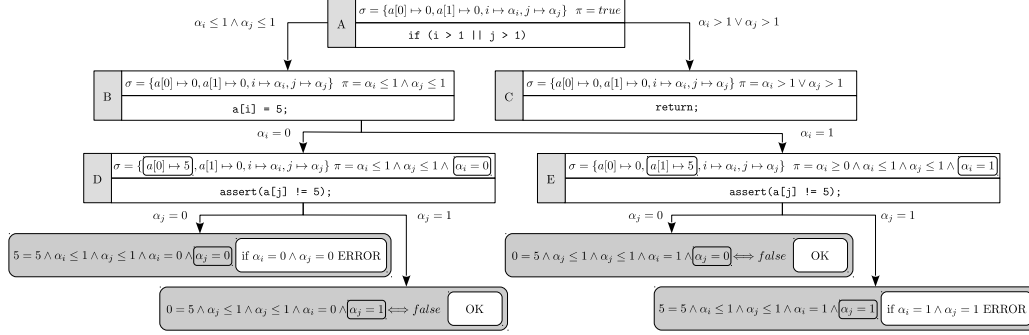 α_i ≤ 1 ∧ α_j ≤ 1
A
σ = {a[0] ↦ 0, a[1] ↦ 0, i ↦ α_i, j ↦ α_j} π = true
if (i > 1 || j > 1)
α_i > 1 ∨ α_j > 1
B
σ = {a[0] ↦ 0, a[1] ↦ 0, i ↦ α_i, j ↦ α_j} π = α_i ≤ 1 ∧ α_j ≤ 1
a[i] = 5;
C
σ = {a[0] ↦ 0, a[1] ↦ 0, i ↦ α_i, j ↦ α_j} π = α_i > 1 ∨ α_j > 1
return;
α_i = 0
α_i = 1
D
σ = {a[0] ↦ 5, a[1] ↦ 0, i ↦ α_i, j ↦ α_j} π = α_i ≤ 1 ∧ α_j ≤ 1 ∧ α_i = 0
assert(a[j] != 5);
E
σ = {a[0] ↦ 0, a[1] ↦ 5, i ↦ α_i, j ↦ α_j} π = α_i ≥ 0 ∧ α_i ≤ 1 ∧ α_j ≤ 1 ∧ α_i = 1
assert(a[j] != 5);
α_j = 0
α_j = 1
α_j = 0
α_j = 1
5 = 5 ∧ α_i ≤ 1 ∧ α_j ≤ 1 ∧ α_i = 0 ∧ α_j = 0 if α_i = 0 ∧ α_j = 0 ERROR
0 = 5 ∧ α_j ≤ 1 ∧ α_j ≤ 1 ∧ α_i = 1 ∧ α_j = 0 ⟺ false OK
0 = 5 ∧ α_j ≤ 1 ∧ α_j ≤ 1 ∧ α_i = 0 ∧ α_j = 1 ⟺ false OK
5 = 5 ∧ α_i ≤ 1 ∧ α_j ≤ 1 ∧ α_i = 1 ∧ α_j = 1 if α_i = 1 ∧ α_j = 1 ERROR